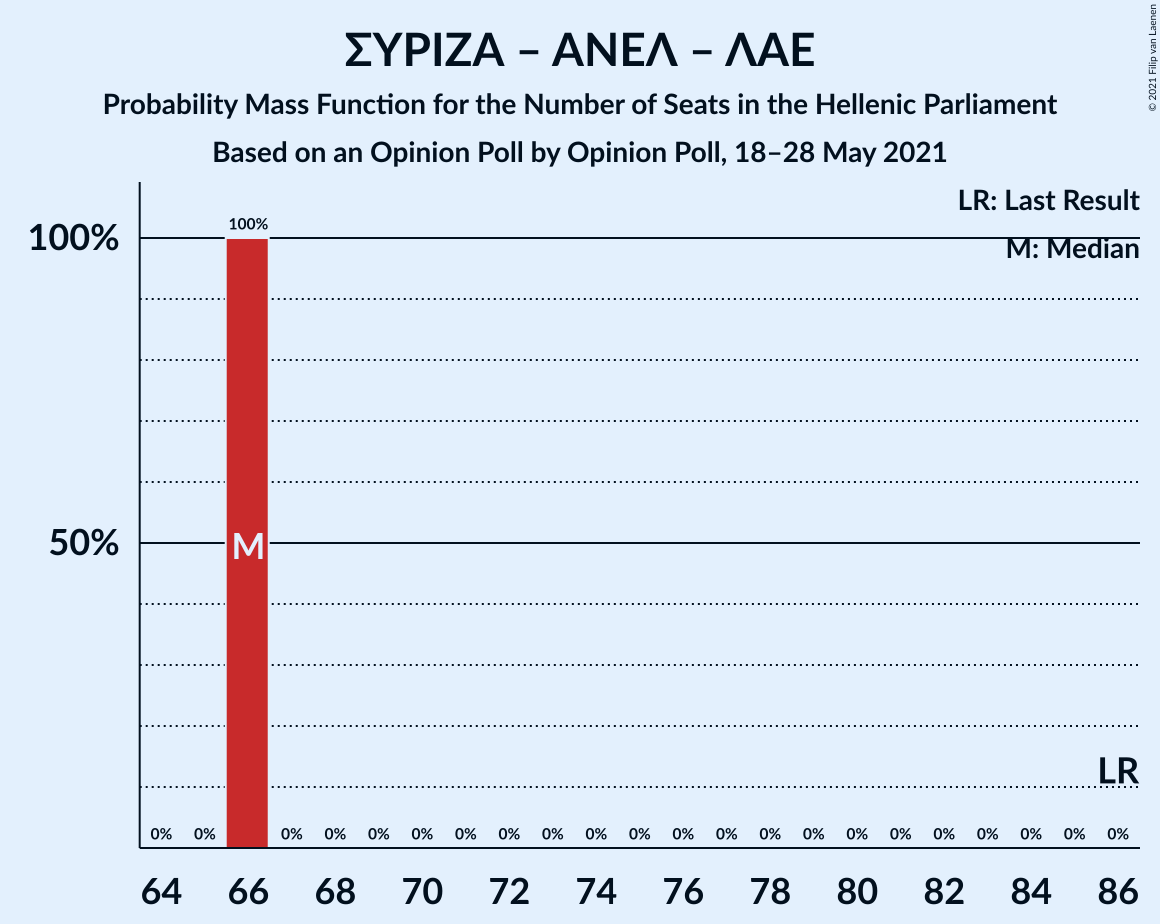 ΣΥΡΙΖΑ – ΑΝΕΛ – ΛΑΕ
Probability Mass Function for the Number of Seats in the Hellenic Parliament
Based on an Opinion Poll by Opinion Poll, 18–28 May 2021
© 2021 Filip van Laenen
LR: Last Result
M: Median
100%
100%
50%
M
LR
0% 0% 0% 0% 0% 0% 0% 0% 0% 0% 0% 0% 0% 0% 0% 0% 0% 0% 0% 0% 0% 0%
64 66 68 70 72 74 76 78 80 82 84 86